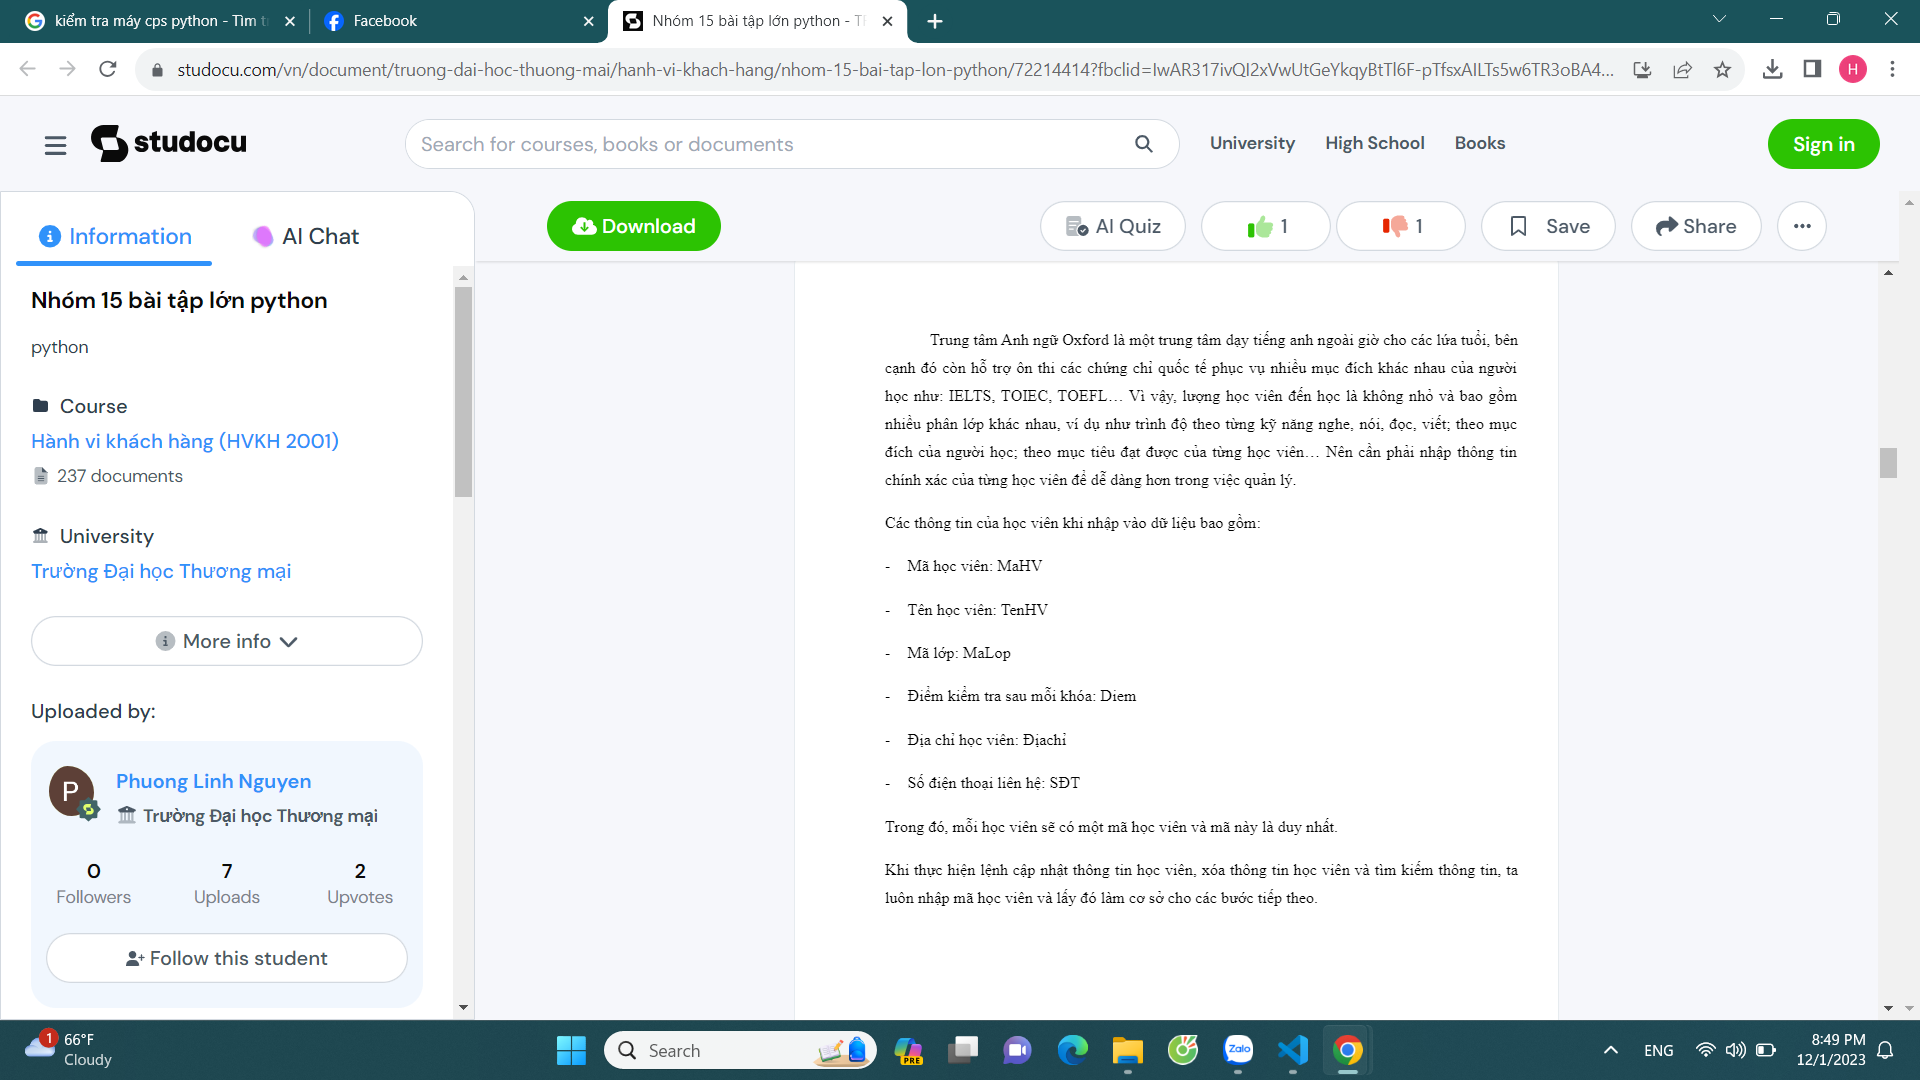 kiểm tra máy cps python - Tìm t
Facebook
Nhóm 15 bài tập lớn python - T
studocu.com/vn/document/truong-dai-hoc-thuong-mai/hanh-vi-khach-hang/nhom-15-bai-tap-lon-python/72214414?fbclid=IwAR317ivQI2xVwUtGeYkqyBtTl6F-pTfsxAILTs5w6TR3oBA4...
H
studocu
Search for courses, books or documents
University
High School
Books
Sign in
Information
AI Chat
Download
AI Quiz
1
1
Save
Share
Nhóm 15 bài tập lớn python
python
Course
Hành vi khách hàng (HVKH 2001)
237 documents
University
Trường Đại học Thương mại
More info
Uploaded by:
P
Phuong Linh Nguyen
Trường Đại học Thương mại
0
7
2
Followers
Uploads
Upvotes
Follow this student
Trung tâm Anh ngữ Oxford là một trung tâm dạy tiếng anh ngoài giờ cho các lứa tuổi, bên
cạnh đó còn hỗ trợ ôn thi các chứng chỉ quốc tế phục vụ nhiều mục đích khác nhau của người
học như: IELTS, TOIEC, TOEFL… Vì vậy, lượng học viên đến học là không nhỏ và bao gồm
nhiều phân lớp khác nhau, ví dụ như trình độ theo từng kỹ năng nghe, nói, đọc, viết; theo mục
đích của người học; theo mục tiêu đạt được của từng học viên… Nên cần phải nhập thông tin
chính xác của từng học viên để dễ dàng hơn trong việc quản lý.
Các thông tin của học viên khi nhập vào dữ liệu bao gồm:
- Mã học viên: MaHV
- Tên học viên: TenHV
- Mã lớp: MaLop
- Điểm kiểm tra sau mỗi khóa: Diem
- Địa chỉ học viên: Địachỉ
- Số điện thoại liên hệ: SĐT
Trong đó, mỗi học viên sẽ có một mã học viên và mã này là duy nhất.
Khi thực hiện lệnh cập nhật thông tin học viên, xóa thông tin học viên và tìm kiếm thông tin, ta
luôn nhập mã học viên và lấy đó làm cơ sở cho các bước tiếp theo.
1
66°F
Cloudy
Search
PRE
Zalo
ENG
8:49 PM
12/1/2023